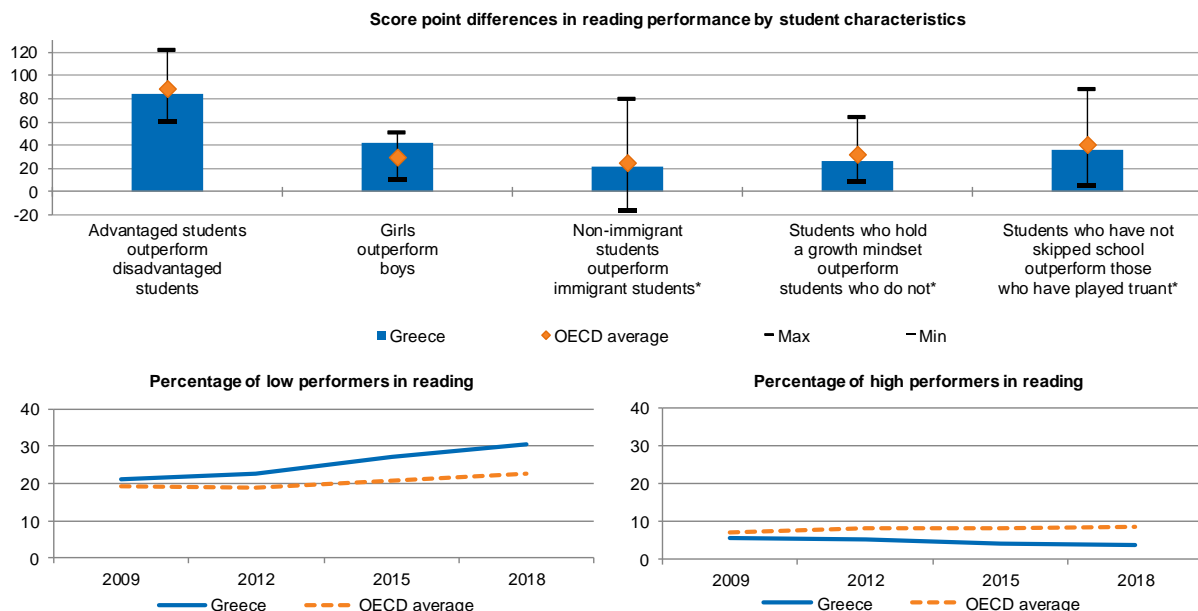 Score point differences in reading performance by student characteristics
120
100
80
60
40
20
0
-20
Advantaged students
outperform
disadvantaged
students
Girls
outperform
boys
Non-immigrant
students
outperform
immigrant students*
Students who hold
a growth mindset
outperform
students who do not*
Students who have not
skipped school
outperform those
who have played truant*
Greece
OECD average
Max
Min
Percentage of low performers in reading
40
30
20
10
0
2009
2012
2015
2018
Greece
OECD average
Percentage of high performers in reading
40
30
20
10
0
2009
2012
2015
2018
Greece
OECD average